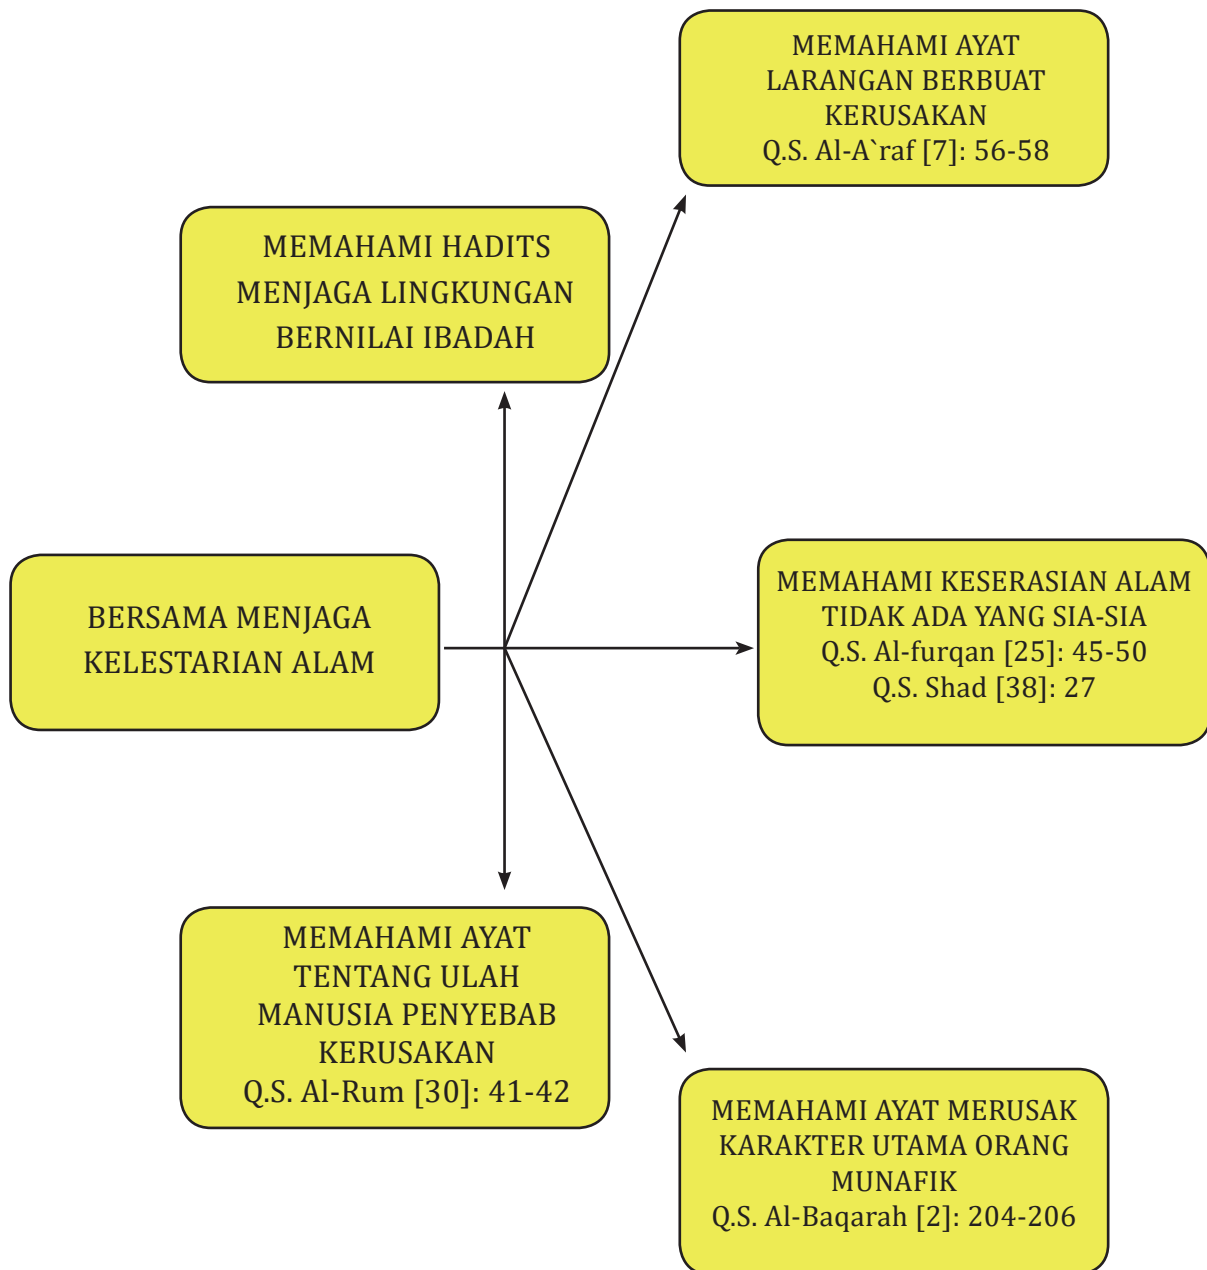 MEMAHAMI AYAT
LARANGAN BERBUAT
KERUSAKAN
Q.S. Al-A`raf [7]: 56-58
MEMAHAMI HADITS
MENJAGA LINGKUNGAN
BERNILAI IBADAH
BERSAMA MENJAGA
KELESTARIAN ALAM
MEMAHAMI KESERASIAN ALAM
TIDAK ADA YANG SIA-SIA
Q.S. Al-furqan [25]: 45-50
Q.S. Shad [38]: 27
MEMAHAMI AYAT
TENTANG ULAH
MANUSIA PENYEBAB
KERUSAKAN
Q.S. Al-Rum [30]: 41-42
MEMAHAMI AYAT MERUSAK
KARAKTER UTAMA ORANG
MUNAFIK
Q.S. Al-Baqarah [2]: 204-206